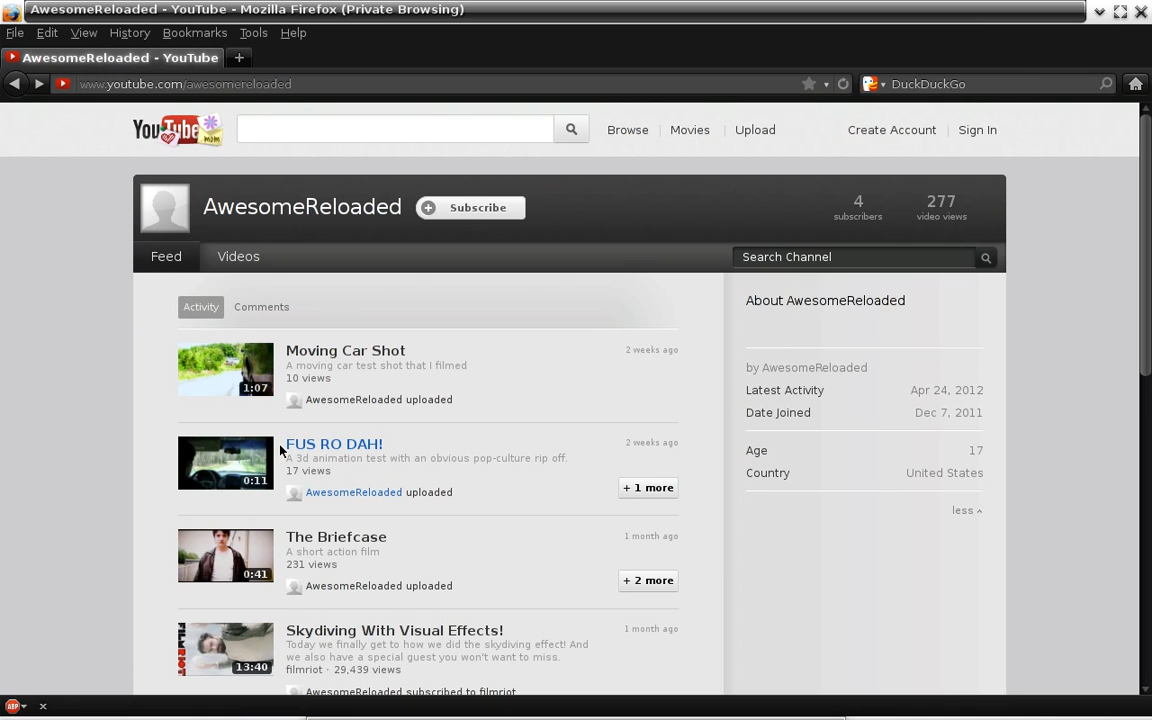 AwesomeReloaded - YouTube - Mozilla Firefox (Private Browsing)
File Edit View History Bookmarks Tools Help
AwesomeReloaded - YouTube +
www.youtube.com/awesomereloaded
DuckDuckGo
YouTube MOM
Browse Movies Upload Create Account Sign In
AwesomeReloaded Subscribe
4 subscribers
277 video views
Feed Videos Search Channel
Activity Comments
Moving Car Shot 2 weeks ago
A moving car test shot that I filmed
10 views
1:07
AwesomeReloaded uploaded
FUS RO DAH! 2 weeks ago
A 3d animation test with an obvious pop-culture rip off.
17 views
0:11
AwesomeReloaded uploaded
+ 1 more
The Briefcase 1 month ago
A short action film
231 views
0:41
AwesomeReloaded uploaded
+ 2 more
Skydiving With Visual Effects! 1 month ago
Today we finally get to how we did the skydiving effect! And
we also have a special guest you won't want to miss.
filmriot · 29,439 views
13:40
AwesomeReloaded subscribed to filmriot
About AwesomeReloaded
by AwesomeReloaded
Latest Activity Apr 24, 2012
Date Joined Dec 7, 2011
Age 17
Country United States
less
ABP